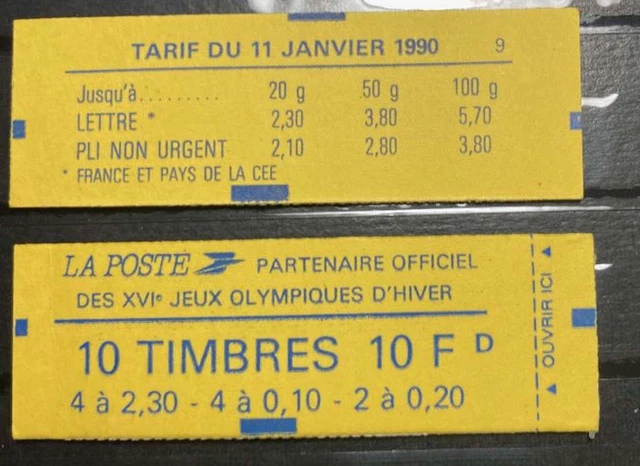 TARIF DU 11 JANVIER 1990 9
Jusqu'à......... 20 g 50 g 100 g
LETTRE * 2,30 3,80 5,70
PLI NON URGENT 2,10 2,80 3,80
* FRANCE ET PAYS DE LA CEE
LA POSTE PARTENAIRE OFFICIEL
DES XVIe JEUX OLYMPIQUES D'HIVER
10 TIMBRES 10 F D
4 à 2,30 - 4 à 0,10 - 2 à 0,20
▲ OUVRIR ICI ▲